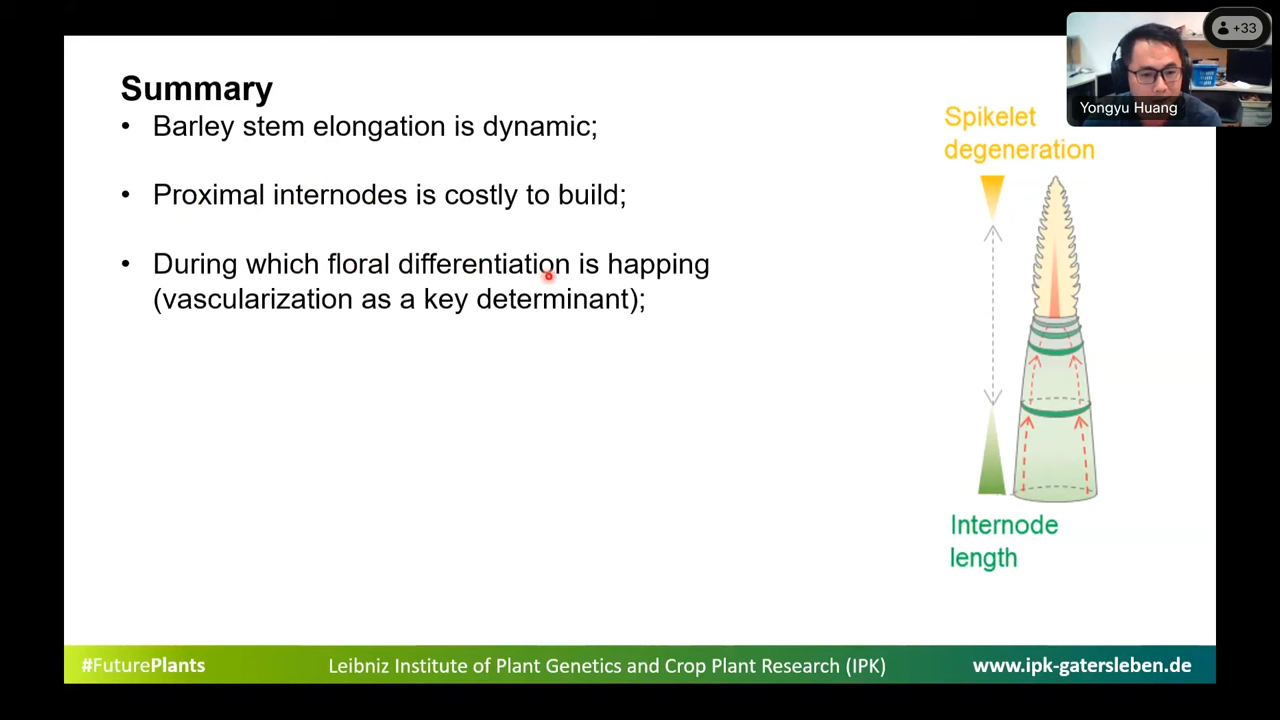 Summary
• Barley stem elongation is dynamic;
• Proximal internodes is costly to build;
• During which floral differentiation is happing
(vascularization as a key determinant);
Spikelet
degeneration
Internode
length
+33
Yongyu Huang
#FuturePlants
Leibniz Institute of Plant Genetics and Crop Plant Research (IPK)
www.ipk-gatersleben.de